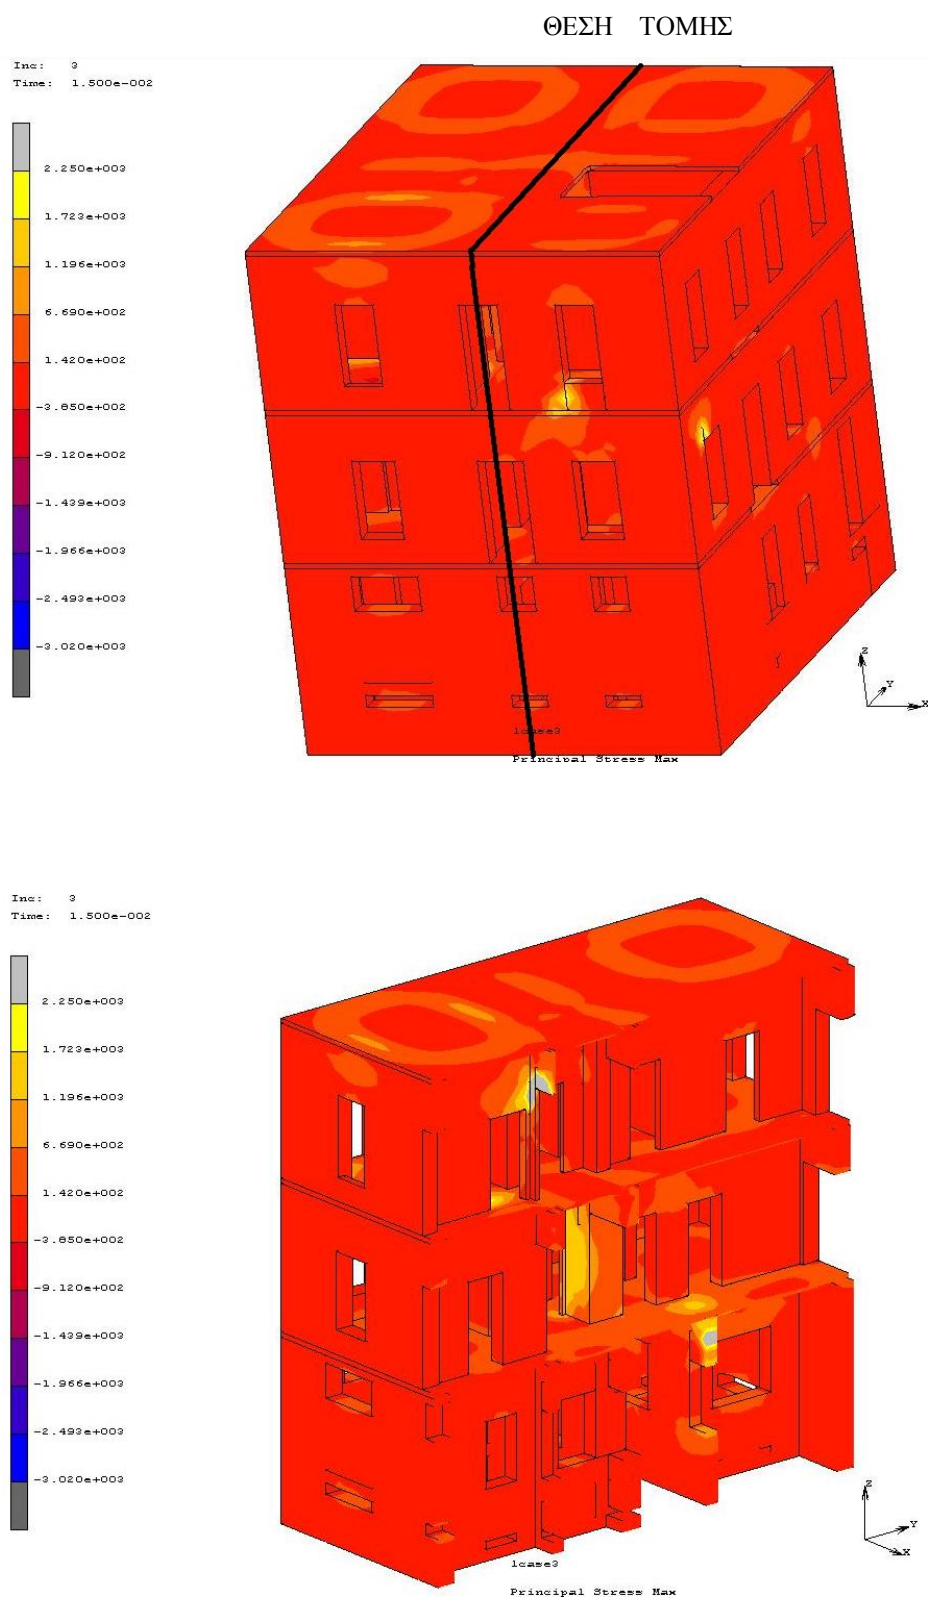 ΘΕΣΗ ΤΟΜΗΣ
Inc: 3
Time: 1.500e-002
2.250e+003
1.723e+003
1.196e+003
6.690e+002
1.420e+002
-3.850e+002
-9.120e+002
-1.439e+003
-1.966e+003
-2.493e+003
-3.020e+003
Z
Y
X
lcase3
Principal Stress Max
Inc: 3
Time: 1.500e-002
2.250e+003
1.723e+003
1.196e+003
6.690e+002
1.420e+002
-3.850e+002
-9.120e+002
-1.439e+003
-1.966e+003
-2.493e+003
-3.020e+003
Z
Y
X
lcase3
Principal Stress Max